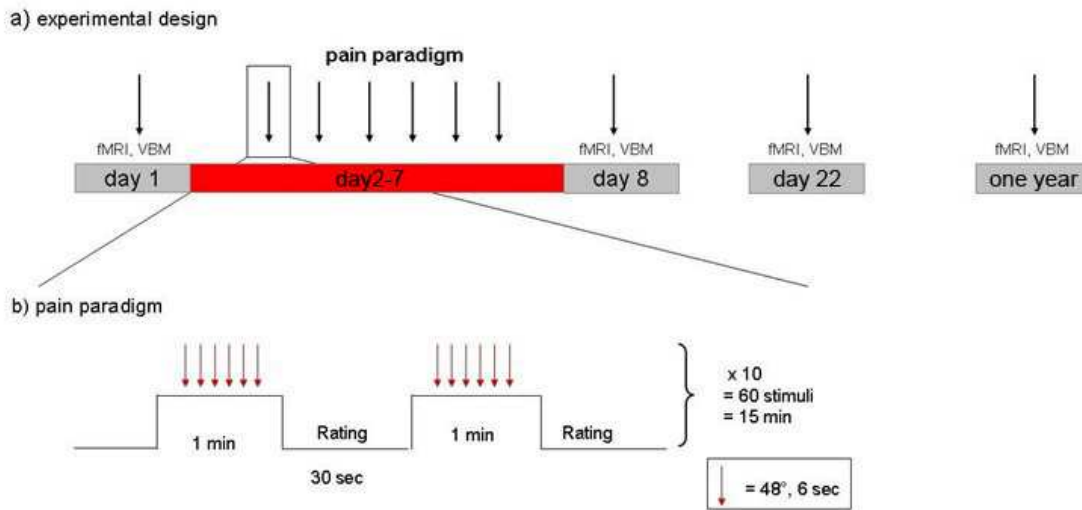 a) experimental design
pain paradigm
fMRI, VBM
fMRI, VBM
fMRI, VBM
fMRI, VBM
day 1
day2-7
day 8
day 22
one year
b) pain paradigm
x 10
= 60 stimuli
= 15 min
1 min
Rating
1 min
Rating
30 sec
= 48°, 6 sec